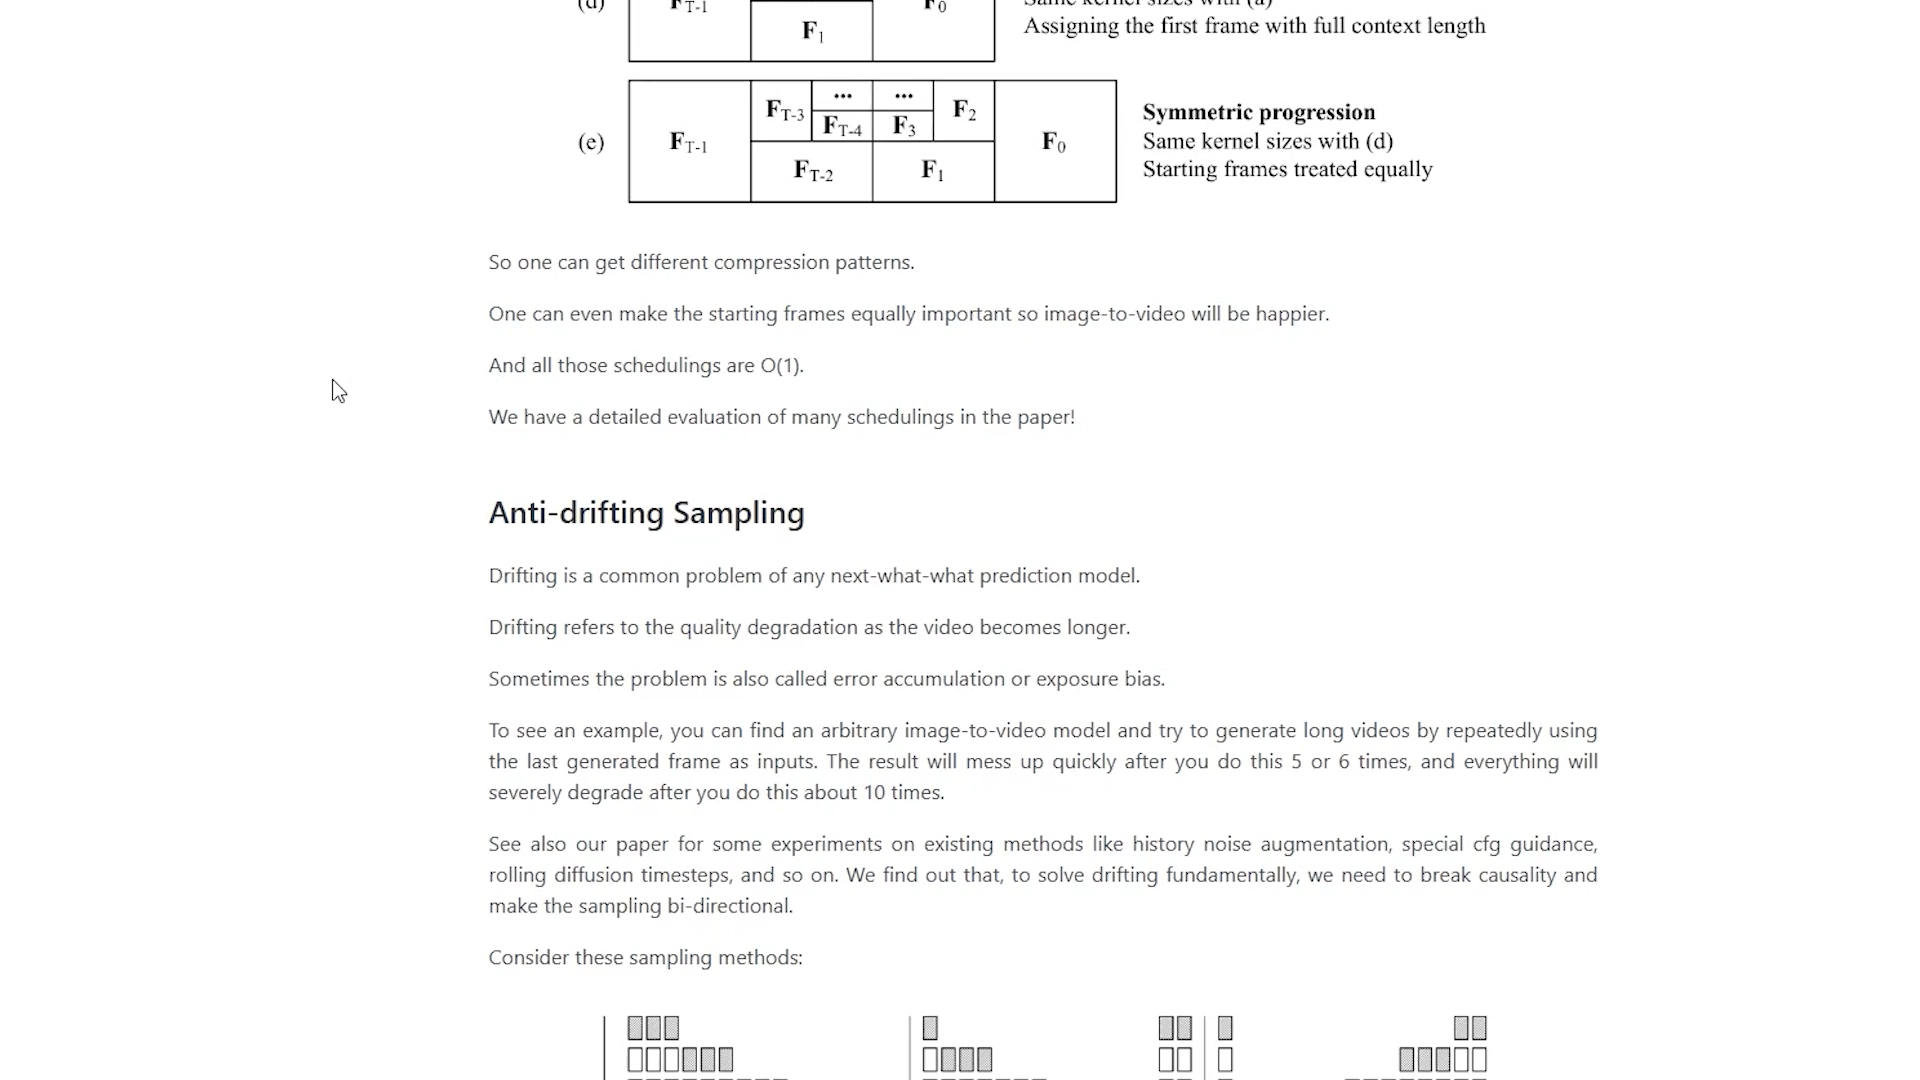 (d) F_T-1 F_0 Same kernel sizes with (a)
F_1 Assigning the first frame with full context length
F_T-3 ... ... F_2 Symmetric progression
(e) F_T-1 F_T-4 F_3 F_0 Same kernel sizes with (d)
F_T-2 F_1 Starting frames treated equally
So one can get different compression patterns.
One can even make the starting frames equally important so image-to-video will be happier.
And all those schedulings are O(1).
We have a detailed evaluation of many schedulings in the paper!
Anti-drifting Sampling
Drifting is a common problem of any next-what-what prediction model.
Drifting refers to the quality degradation as the video becomes longer.
Sometimes the problem is also called error accumulation or exposure bias.
To see an example, you can find an arbitrary image-to-video model and try to generate long videos by repeatedly using
the last generated frame as inputs. The result will mess up quickly after you do this 5 or 6 times, and everything will
severely degrade after you do this about 10 times.
See also our paper for some experiments on existing methods like history noise augmentation, special cfg guidance,
rolling diffusion timesteps, and so on. We find out that, to solve drifting fundamentally, we need to break causality and
make the sampling bi-directional.
Consider these sampling methods: